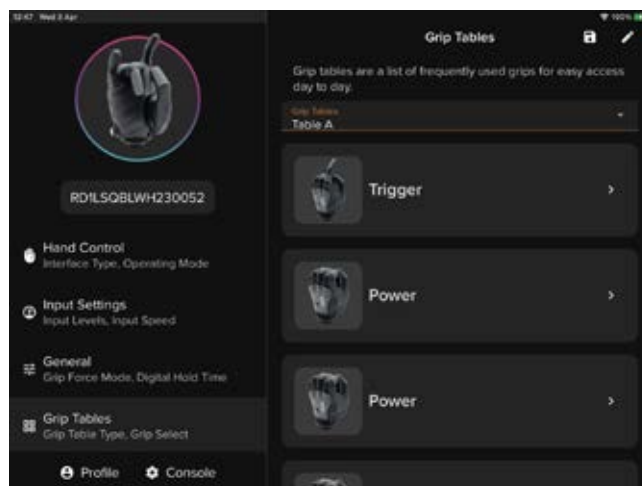 12:47 Wed 3 Apr
100%
RD1LSQBLWH230052
Hand Control
Interface Type, Operating Mode
Input Settings
Input Levels, Input Speed
General
Grip Force Mode, Digital Hold Time
Grip Tables
Grip Table Type, Grip Select
Profile
Console
Grip Tables
Grip tables are a list of frequently used grips for easy access
day to day.
Grip Tables
Table A
Trigger
Power
Power